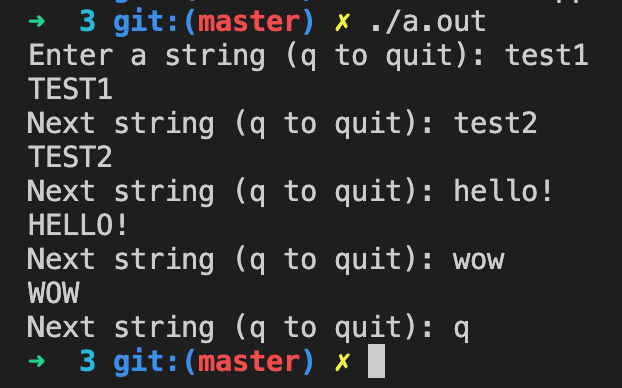 ➜  3 git:(master) ✗ ./a.out
Enter a string (q to quit): test1
TEST1
Next string (q to quit): test2
TEST2
Next string (q to quit): hello!
HELLO!
Next string (q to quit): wow
WOW
Next string (q to quit): q
➜  3 git:(master) ✗